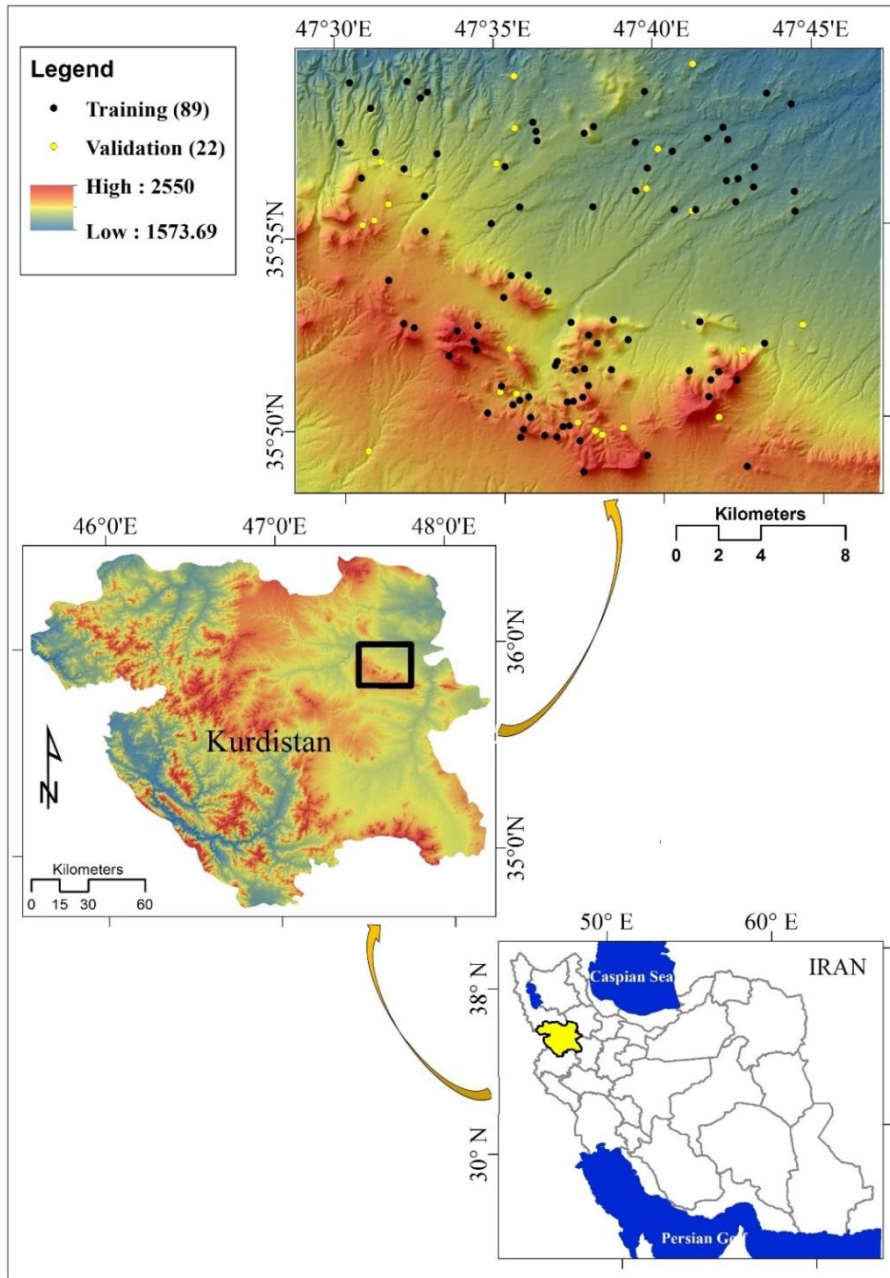 47°30'E 47°35'E 47°40'E 47°45'E
Legend
Training (89)
Validation (22)
High : 2550
Low : 1573.69
35°55'N
35°50'N
Kilometers
0 2 4 8
46°0'E 47°0'E 48°0'E
36°0'N
35°0'N
Kurdistan
N
Kilometers
0 15 30 60
50° E 60° E
38° N
30° N
IRAN
Caspian Sea
Persian